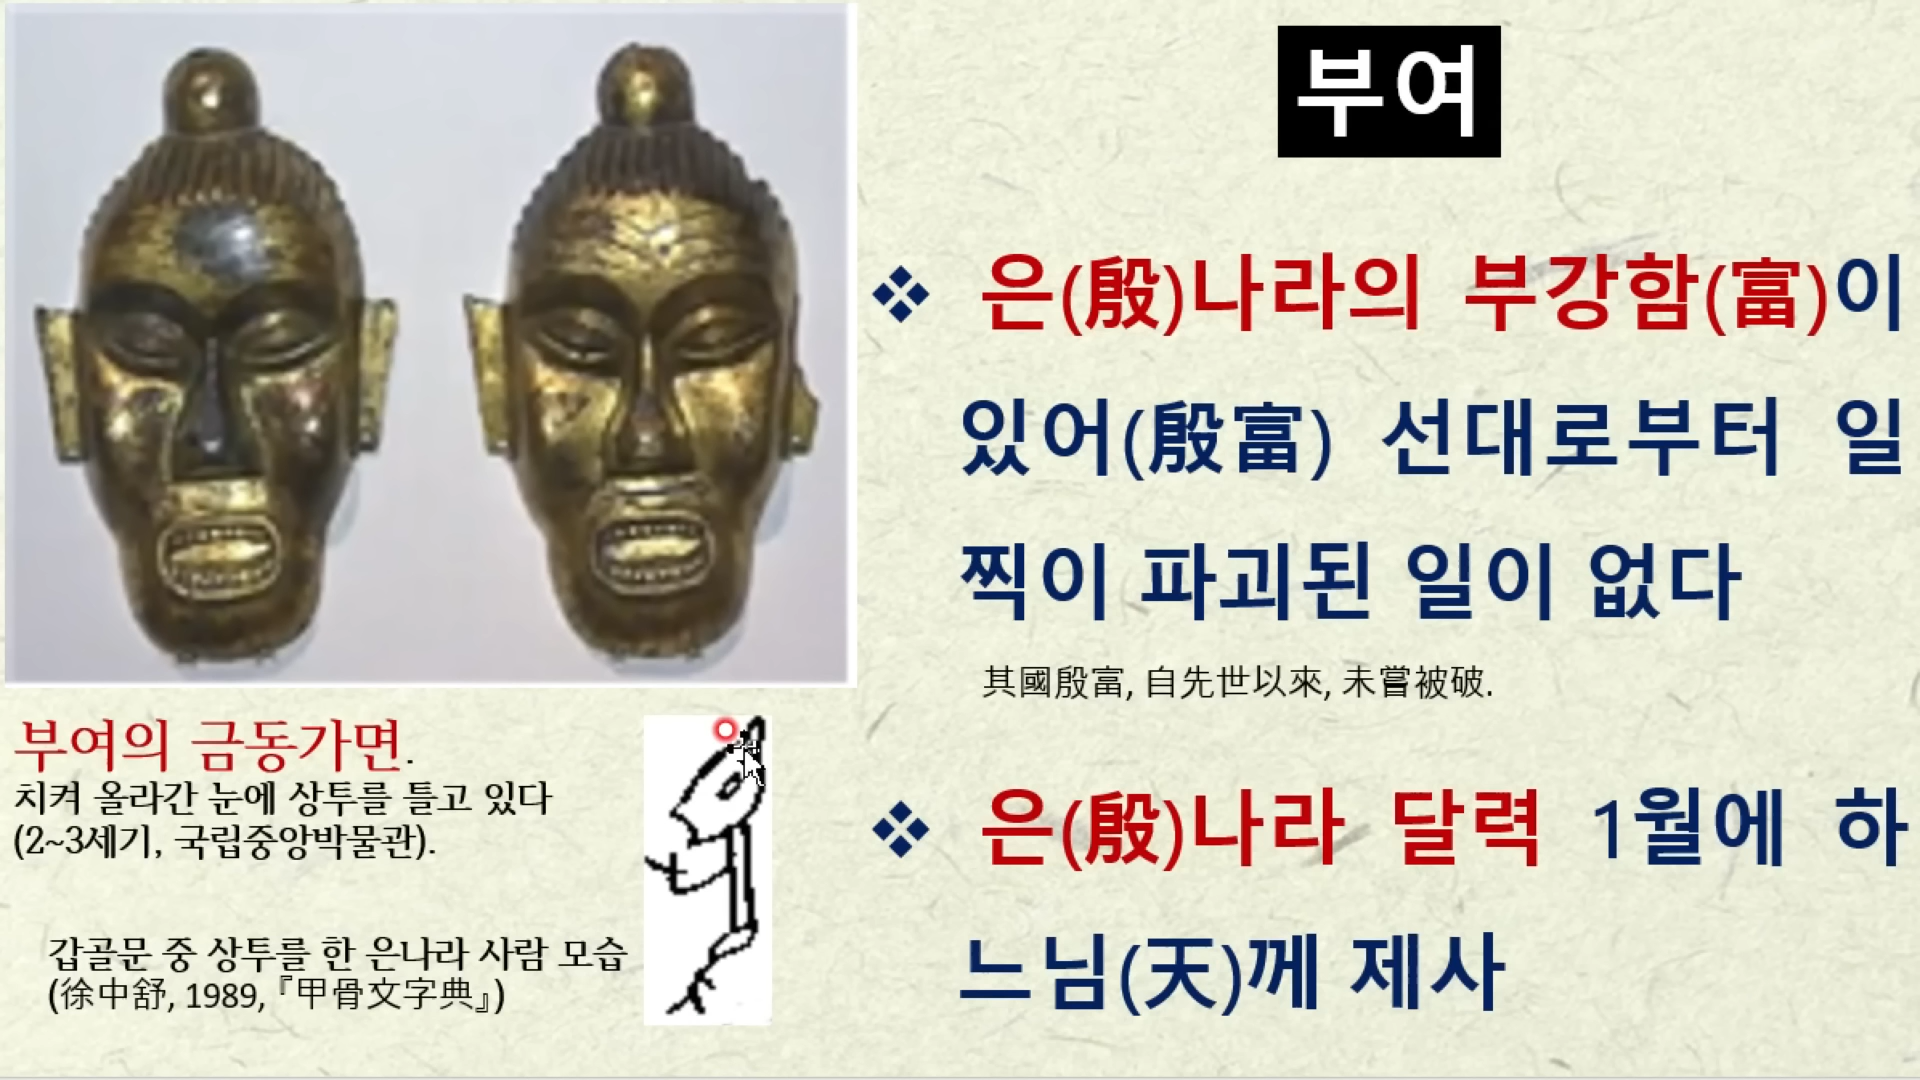 부여
❖ 은(殷)나라의 부강함(富)이
있어(殷富) 선대로부터 일
찍이 파괴된 일이 없다
其國殷富, 自先世以來, 未嘗被破.
❖ 은(殷)나라 달력 1월에 하
느님(天)께 제사
부여의 금동가면.
치켜 올라간 눈에 상투를 틀고 있다
(2~3세기, 국립중앙박물관).
갑골문 중 상투를 한 은나라 사람 모습
(徐中舒, 1989, 『甲骨文字典』)